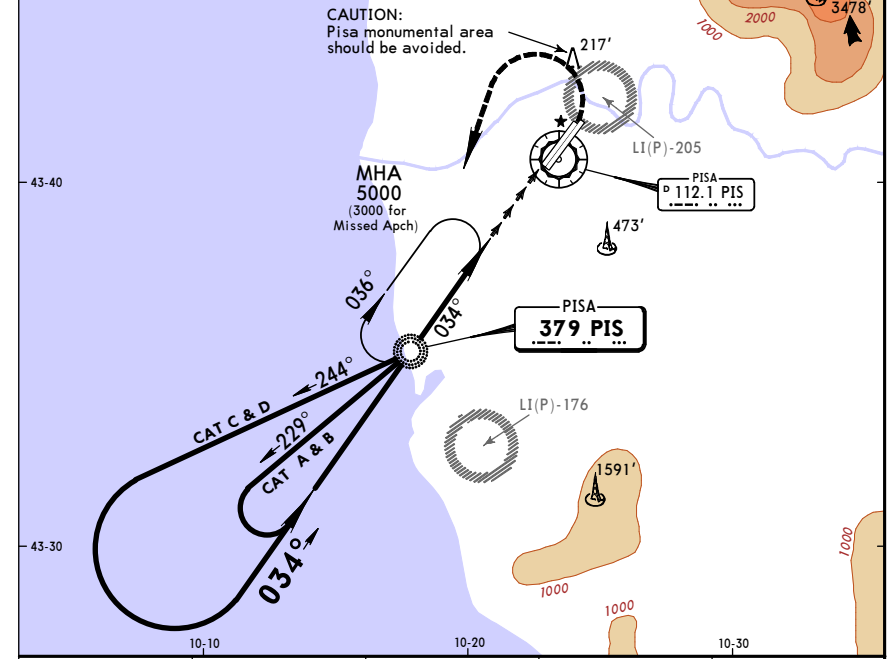 CAUTION:
Pisa monumental area
should be avoided.
217'
1000
2000
3478'
LI(P)-205
43-40
MHA
5000
(3000 for
Missed Apch)
PISA
D 112.1 PIS
473'
036°
034°
PISA
379 PIS
244°
CAT C & D
229°
CAT A & B
LI(P)-176
1591'
43-30
034°
1000
1000
1000
10-10
10-20
10-30